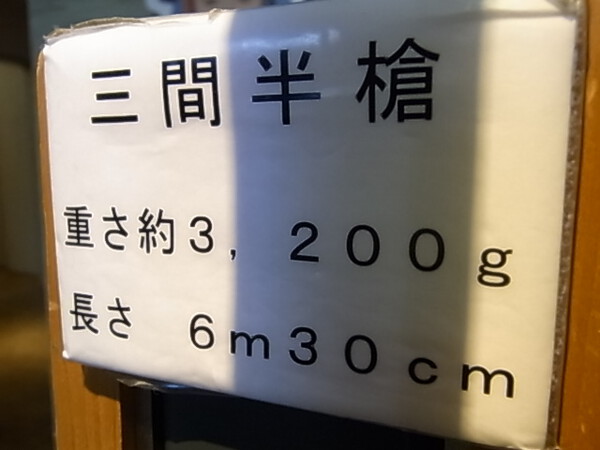 三間半槍
重さ約３，２００ｇ
長さ　６ｍ３０ｃｍ